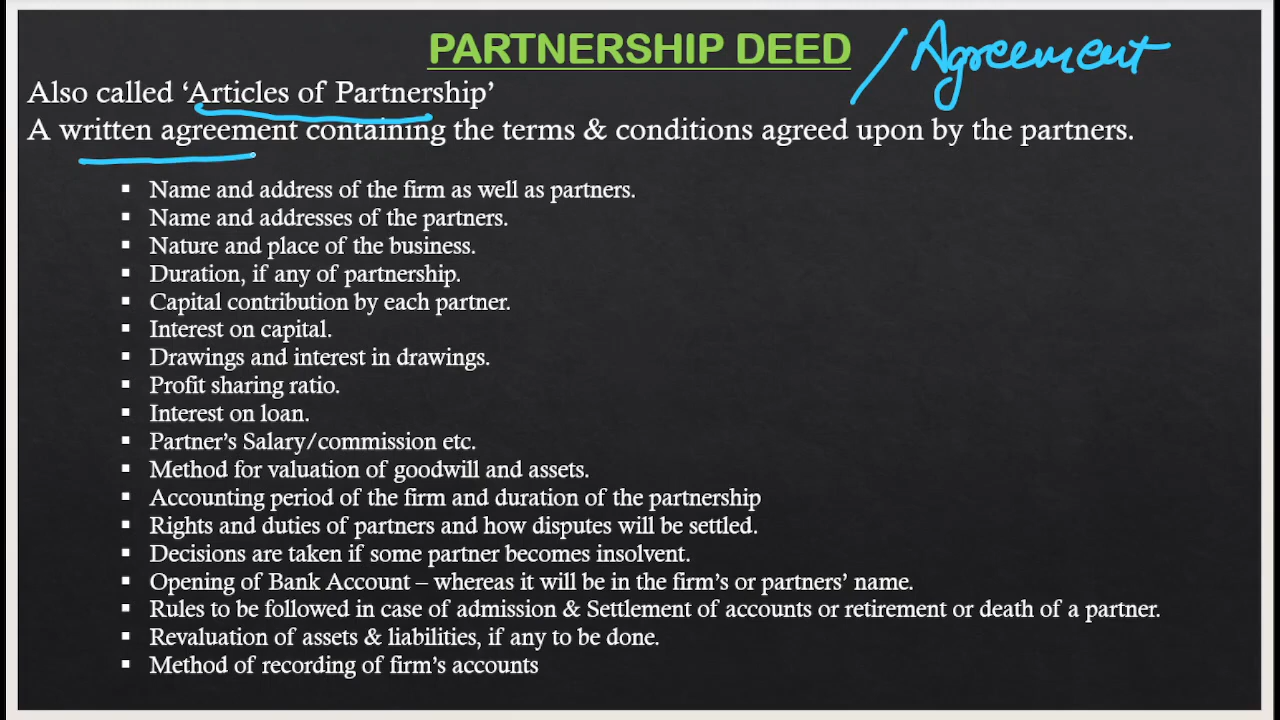 PARTNERSHIP DEED / Agreement
Also called ‘Articles of Partnership’
A written agreement containing the terms & conditions agreed upon by the partners.
▪ Name and address of the firm as well as partners.
▪ Name and addresses of the partners.
▪ Nature and place of the business.
▪ Duration, if any of partnership.
▪ Capital contribution by each partner.
▪ Interest on capital.
▪ Drawings and interest in drawings.
▪ Profit sharing ratio.
▪ Interest on loan.
▪ Partner’s Salary/commission etc.
▪ Method for valuation of goodwill and assets.
▪ Accounting period of the firm and duration of the partnership
▪ Rights and duties of partners and how disputes will be settled.
▪ Decisions are taken if some partner becomes insolvent.
▪ Opening of Bank Account – whereas it will be in the firm’s or partners’ name.
▪ Rules to be followed in case of admission & Settlement of accounts or retirement or death of a partner.
▪ Revaluation of assets & liabilities, if any to be done.
▪ Method of recording of firm’s accounts